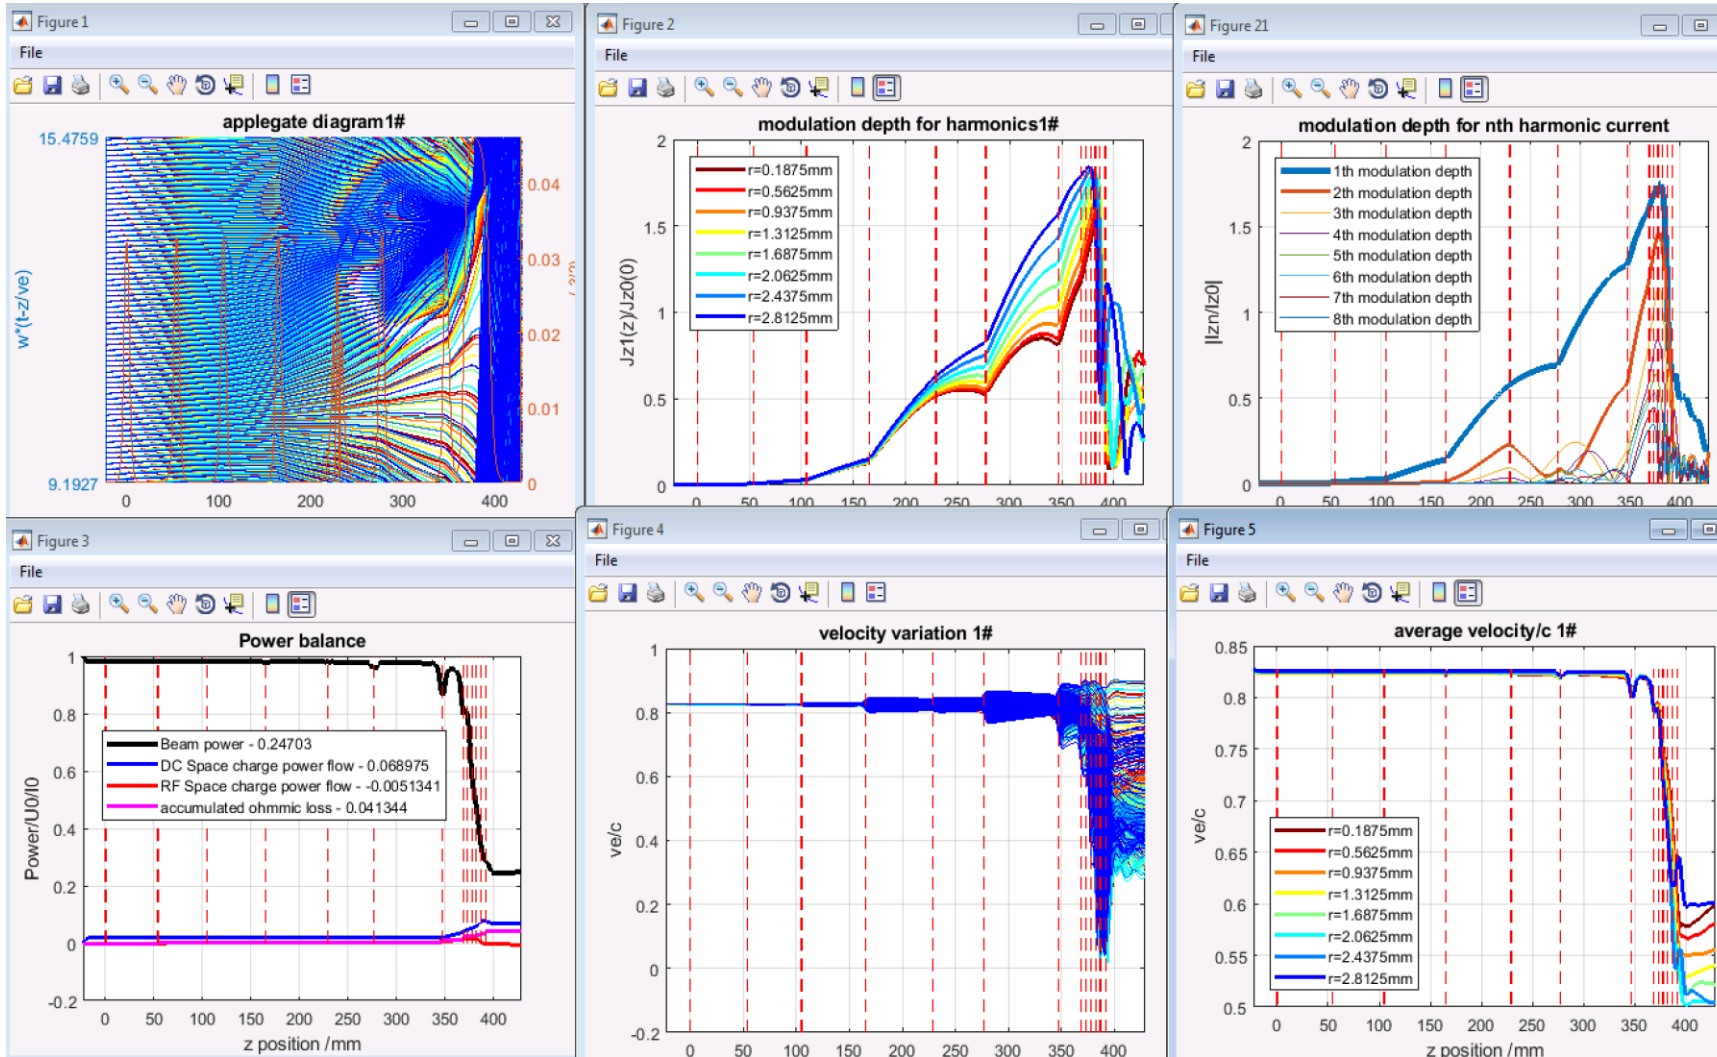 Figure 1
File
applegate diagram1#
15.4759
9.1927
w*(t-z/ve)
0.04
0.03
0.02
0.01
0
0 100 200 300 400
Figure 2
File
modulation depth for harmonics1#
2
1.5
1
0.5
0
Jz1(z)/Jz0(0)
r=0.1875mm
r=0.5625mm
r=0.9375mm
r=1.3125mm
r=1.6875mm
r=2.0625mm
r=2.4375mm
r=2.8125mm
0 50 100 150 200 250 300 350 400
Figure 21
File
modulation depth for nth harmonic current
2
1.5
1
0.5
0
|Izn/Iz0|
1th modulation depth
2th modulation depth
3th modulation depth
4th modulation depth
5th modulation depth
6th modulation depth
7th modulation depth
8th modulation depth
0 50 100 150 200 250 300 350 400
Figure 3
File
Power balance
1
0.8
0.6
0.4
0.2
0
-0.2
Power/U0/I0
Beam power - 0.24703
DC Space charge power flow - 0.068975
RF Space charge power flow - -0.0051341
accumulated ohmmic loss - 0.041344
0 50 100 150 200 250 300 350 400
z position /mm
Figure 4
File
velocity variation 1#
1
0.8
0.6
0.4
0.2
0
-0.2
ve/c
0 50 100 150 200 250 300 350 400
Figure 5
File
average velocity/c 1#
0.85
0.8
0.75
0.7
0.65
0.6
0.55
0.5
ve/c
r=0.1875mm
r=0.5625mm
r=0.9375mm
r=1.3125mm
r=1.6875mm
r=2.0625mm
r=2.4375mm
r=2.8125mm
0 50 100 150 200 250 300 350 400
z position /mm